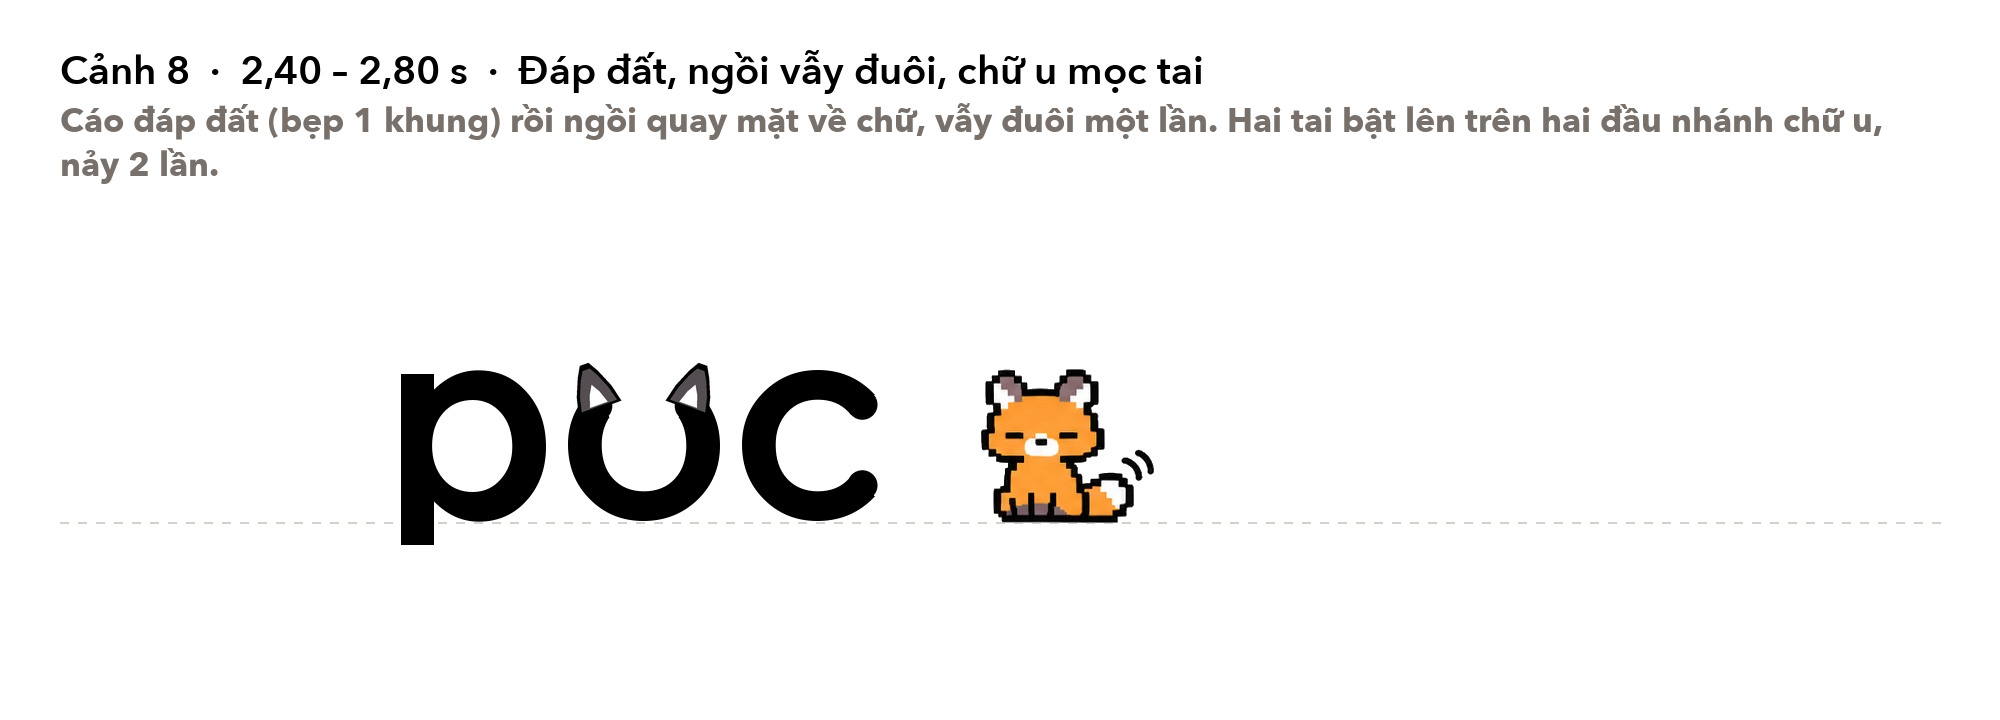 Cảnh 8 · 2,40 – 2,80 s · Đáp đất, ngồi vẫy đuôi, chữ u mọc tai
Cáo đáp đất (bẹp 1 khung) rồi ngồi quay mặt về chữ, vẫy đuôi một lần. Hai tai bật lên trên hai đầu nhánh chữ u,
nảy 2 lần.
puc